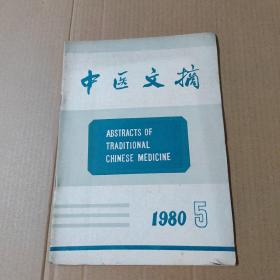 中医文摘
ABSTRACTS OF
TRADITIONAL
CHINESE MEDICINE
1980 5